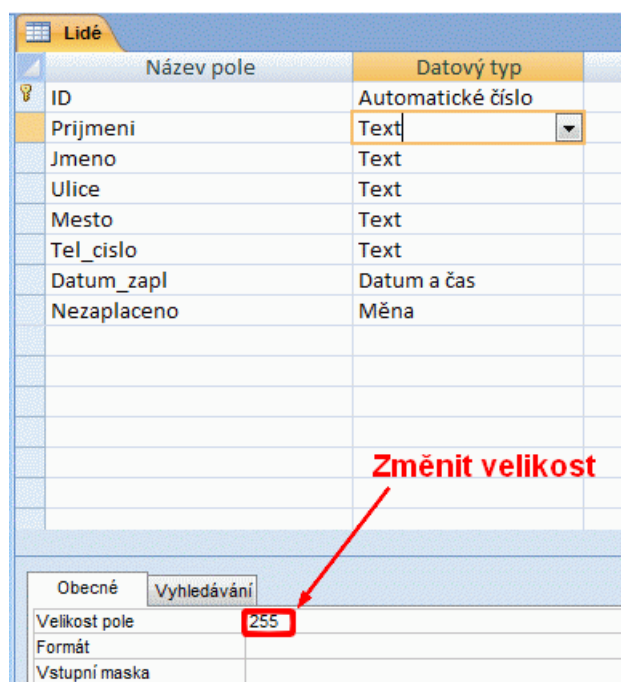 Lidé
Název pole Datový typ
ID Automatické číslo
Prijmeni Text
Jmeno Text
Ulice Text
Mesto Text
Tel_cislo Text
Datum_zapl Datum a čas
Nezaplaceno Měna
Změnit velikost
Obecné Vyhledávání
Velikost pole 255
Formát
Vstupní maska